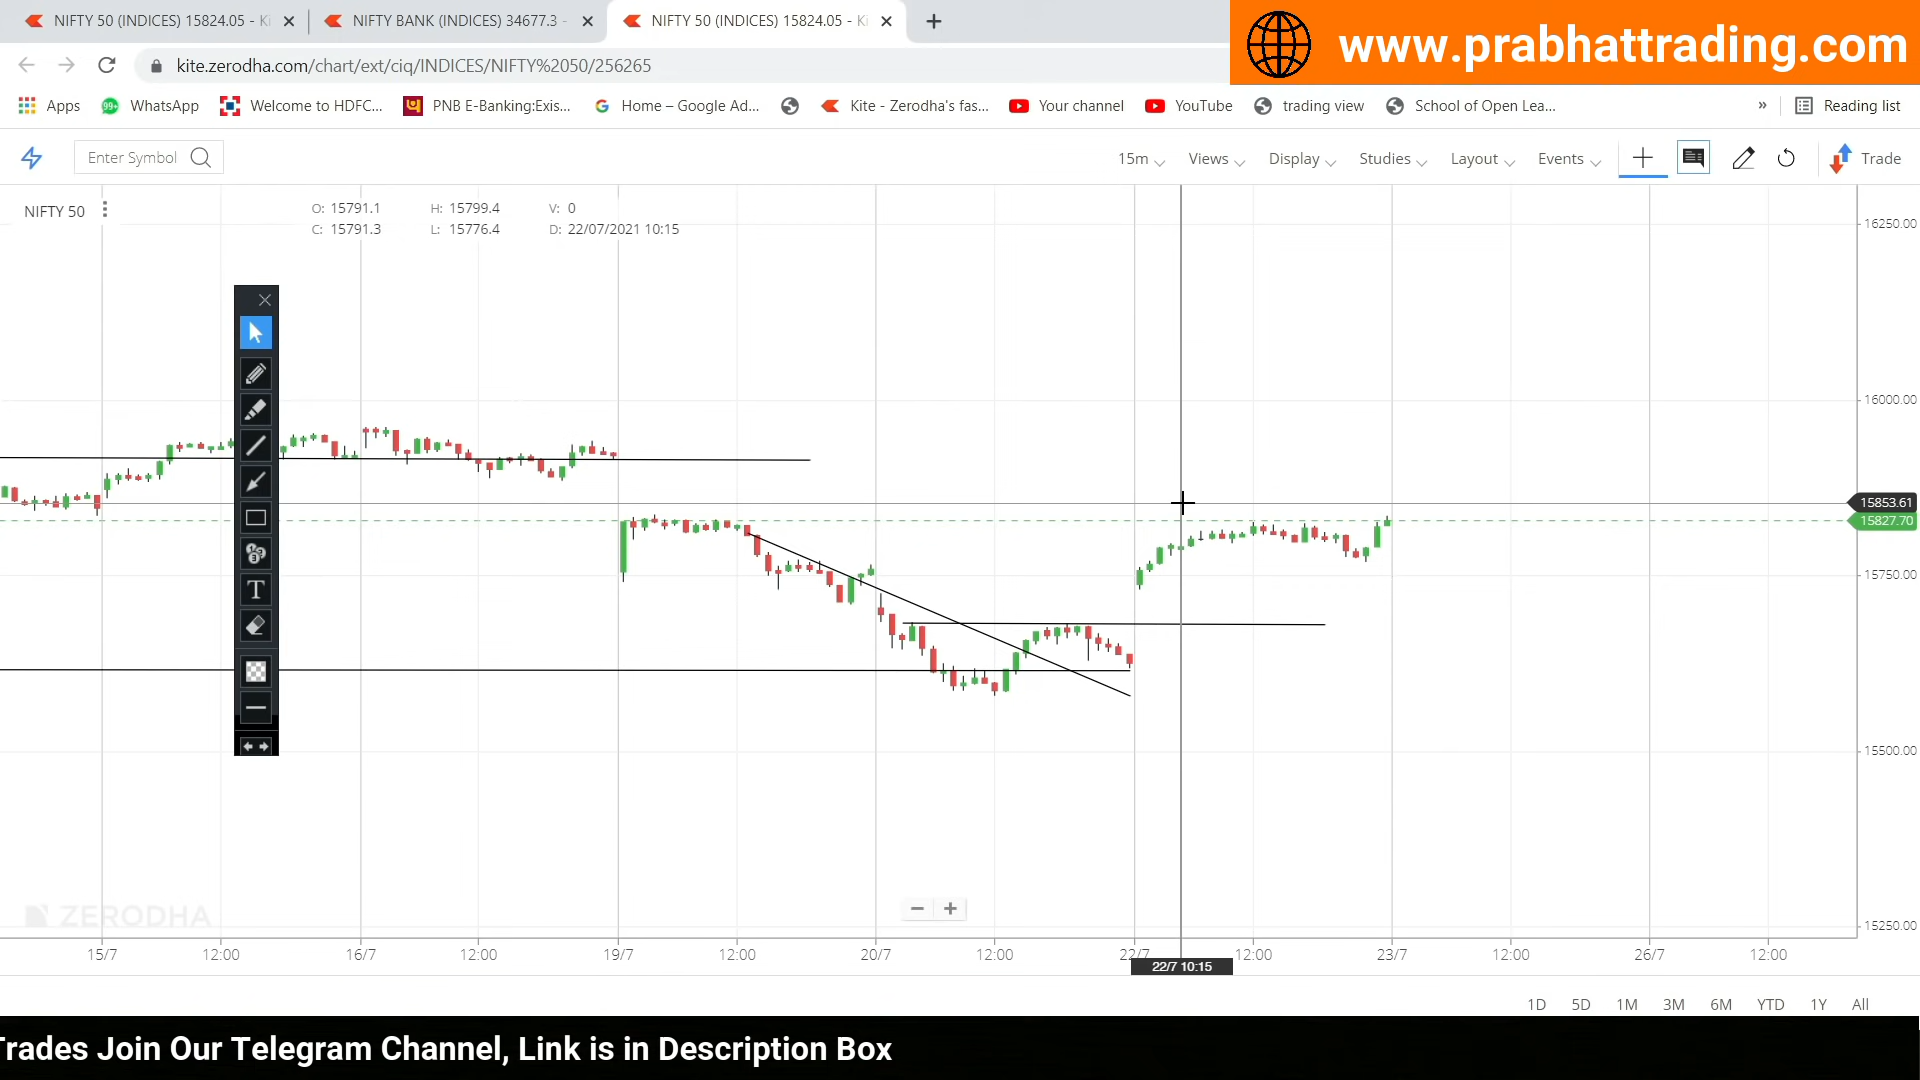 NIFTY 50 (INDICES) 15824.05 - Ki
NIFTY BANK (INDICES) 34677.3 -
NIFTY 50 (INDICES) 15824.05 - Ki
www.prabhattrading.com
kite.zerodha.com/chart/ext/ciq/INDICES/NIFTY%2050/256265
Apps
99+
WhatsApp
Welcome to HDFC...
PNB E-Banking:Exis...
Home – Google Ad...
Kite - Zerodha's fas...
Your channel
YouTube
trading view
School of Open Lea...
»
Reading list
Enter Symbol
15m
Views
Display
Studies
Layout
Events
Trade
NIFTY 50
O: 15791.1 H: 15799.4 V: 0
C: 15791.3 L: 15776.4 D: 22/07/2021 10:15
T
16250.00
16000.00
15853.61
15827.70
15750.00
15500.00
15250.00
ZERODHA
15/7 12:00 16/7 12:00 19/7 12:00 20/7 12:00 22/7 12:00 23/7 12:00 26/7 12:00
22/7 10:15
1D 5D 1M 3M 6M YTD 1Y All
Trades Join Our Telegram Channel, Link is in Description Box